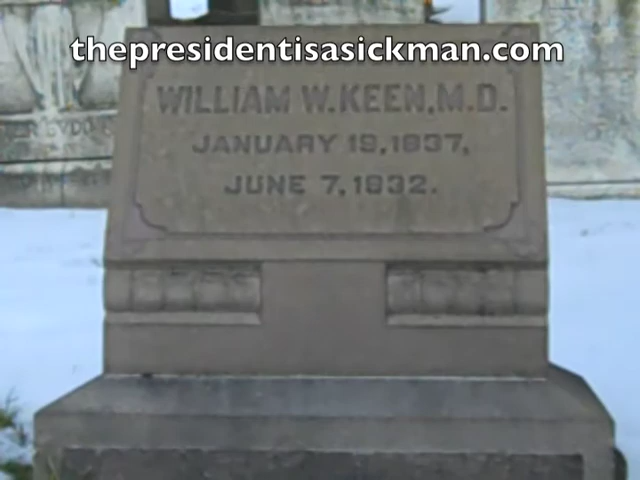 thepresidentisasickman.com
WILLIAM W. KEEN, M.D.
JANUARY 19, 1837,
JUNE 7, 1932.